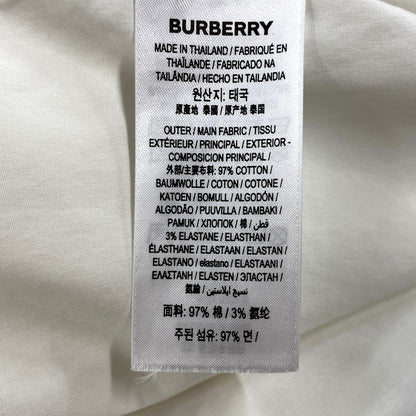 BURBERRY
MADE IN THAILAND / FABRIQUÉ EN
THAÏLANDE / FABRICADO NA
TAILÂNDIA / HECHO EN TAILANDIA
원산지: 태국
原產地 泰國 / 原产地 泰国
OUTER / MAIN FABRIC / TISSU
EXTÉRIEUR / PRINCIPAL / EXTERIOR -
COMPOSICIÓN PRINCIPAL /
外部/主要布料: 97% COTTON /
BAUMWOLLE / COTON / COTONE /
KATOEN / BOMULL / ALGODÓN /
ALGODÃO / PUUVILLA / BAMBAKI /
PAMUK / ХЛОПОК / 棉 / قطن /
3% ELASTANE / ELASTHAN /
ÉLASTHANE / ELASTAAN / ELASTAN /
ELASTANO / elastano / ELASTAANI /
ΕΛΑΣΤΑΝΗ / ELASTEN / ЭЛАСТАН /
氨綸 / نسيج ايلاستين /
面料: 97% 棉 / 3% 氨纶
주된 섬유: 97% 면 /